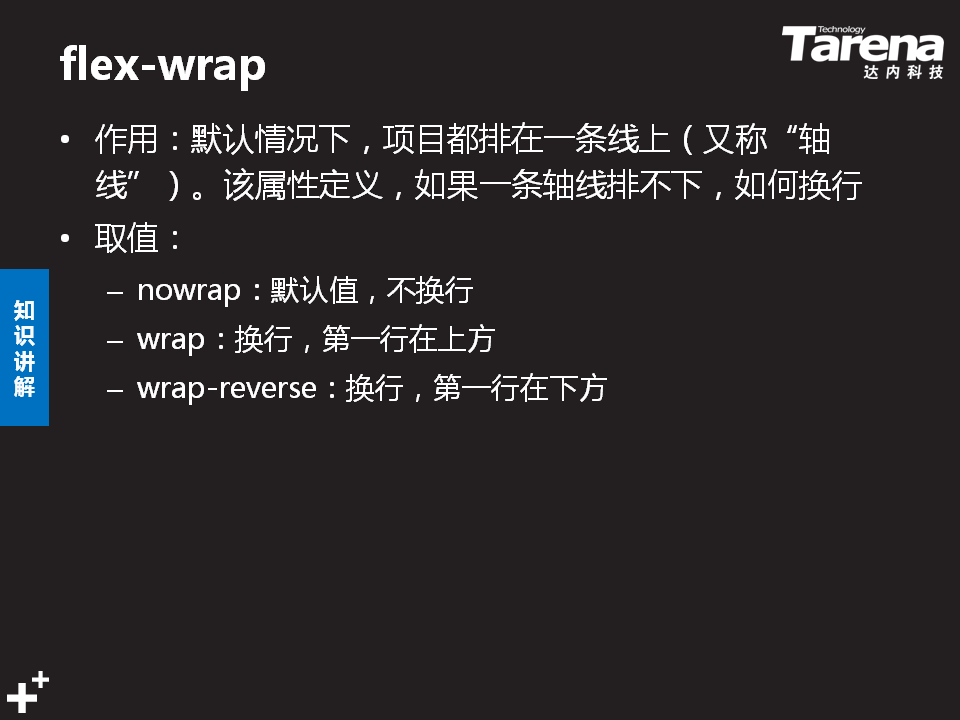 flex-wrap
Technology
Tarena
达内科技
• 作用：默认情况下，项目都排在一条线上（又称“轴
线”）。该属性定义，如果一条轴线排不下，如何换行
• 取值：
– nowrap：默认值，不换行
– wrap：换行，第一行在上方
– wrap-reverse：换行，第一行在下方
知
识
讲
解